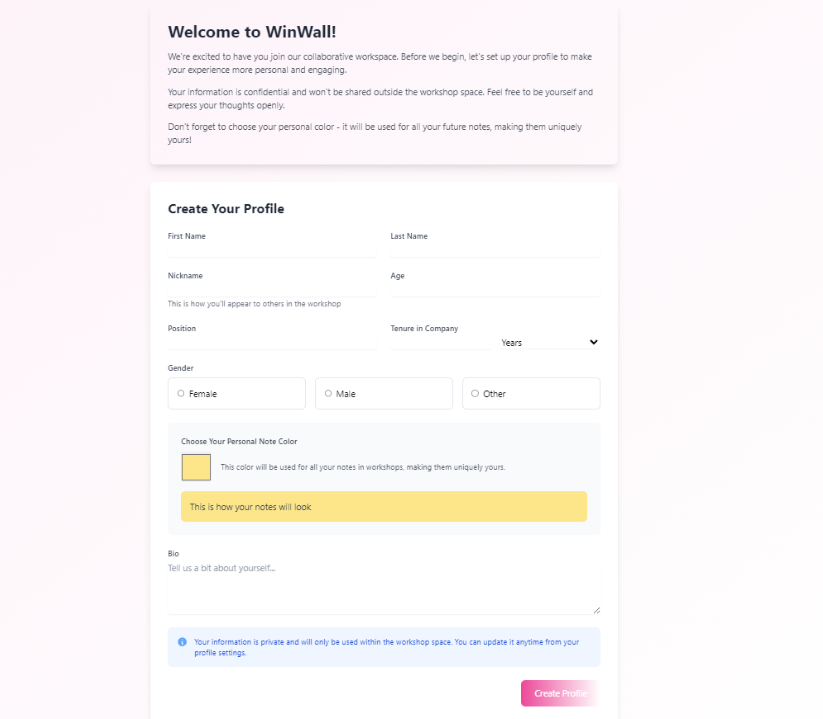 Welcome to WinWall!
We're excited to have you join our collaborative workspace. Before we begin, let's set up your profile to make
your experience more personal and engaging.
Your information is confidential and won't be shared outside the workshop space. Feel free to be yourself and
express your thoughts openly.
Don't forget to choose your personal color - it will be used for all your future notes, making them uniquely
yours!
Create Your Profile
First Name
Last Name
Nickname
Age
This is how you'll appear to others in the workshop
Position
Tenure in Company
Years
Gender
Female
Male
Other
Choose Your Personal Note Color
This color will be used for all your notes in workshops, making them uniquely yours.
This is how your notes will look
Bio
Tell us a bit about yourself...
Your information is private and will only be used within the workshop space. You can update it anytime from your
profile settings.
Create Profile